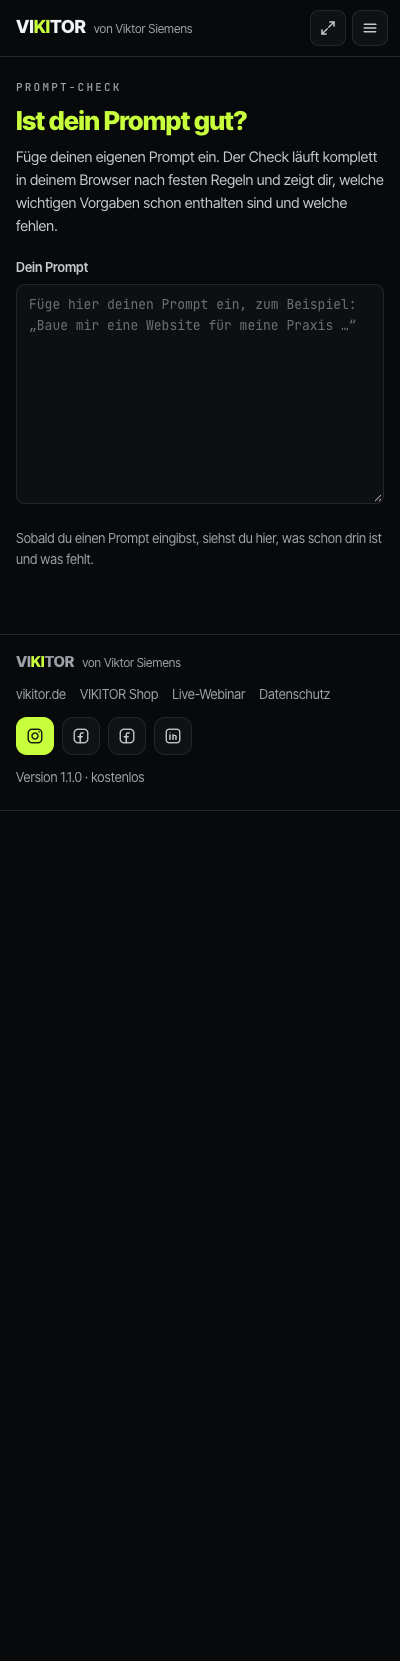 VIKITOR von Viktor Siemens
PROMPT-CHECK
Ist dein Prompt gut?
Füge deinen eigenen Prompt ein. Der Check läuft komplett
in deinem Browser nach festen Regeln und zeigt dir, welche
wichtigen Vorgaben schon enthalten sind und welche
fehlen.
Dein Prompt
Füge hier deinen Prompt ein, zum Beispiel:
„Baue mir eine Website für meine Praxis …“
Sobald du einen Prompt eingibst, siehst du hier, was schon drin ist
und was fehlt.
VIKITOR von Viktor Siemens
vikitor.de VIKITOR Shop Live-Webinar Datenschutz
Version 1.1.0 · kostenlos